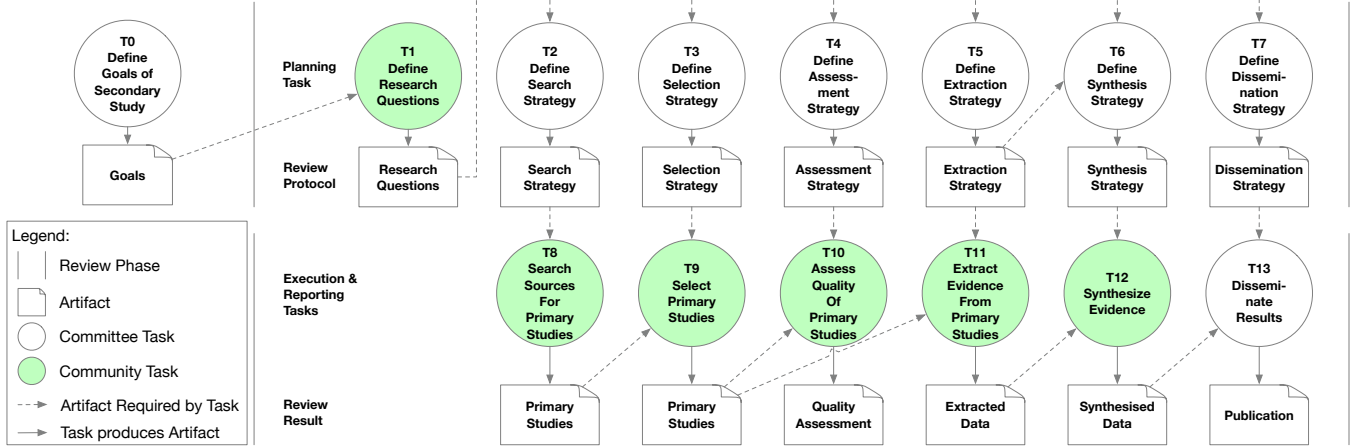 T0
Define
Goals of
Secondary
Study
Goals
Planning
Task
T1
Define
Research
Questions
T2
Define
Search
Strategy
T3
Define
Selection
Strategy
T4
Define
Assess-
ment
Strategy
T5
Define
Extraction
Strategy
T6
Define
Synthesis
Strategy
T7
Define
Dissemi-
nation
Strategy
Review
Protocol
Research
Questions
Search
Strategy
Selection
Strategy
Assessment
Strategy
Extraction
Strategy
Synthesis
Strategy
Dissemination
Strategy
Legend:
Review Phase
Artifact
Committee Task
Community Task
Artifact Required by Task
Task produces Artifact
Execution &
Reporting
Tasks
T8
Search
Sources
For
Primary
Studies
T9
Select
Primary
Studies
T10
Assess
Quality
Of
Primary
Studies
T11
Extract
Evidence
From
Primary
Studies
T12
Synthesize
Evidence
T13
Dissemi-
nate
Results
Review
Result
Primary
Studies
Primary
Studies
Quality
Assessment
Extracted
Data
Synthesised
Data
Publication